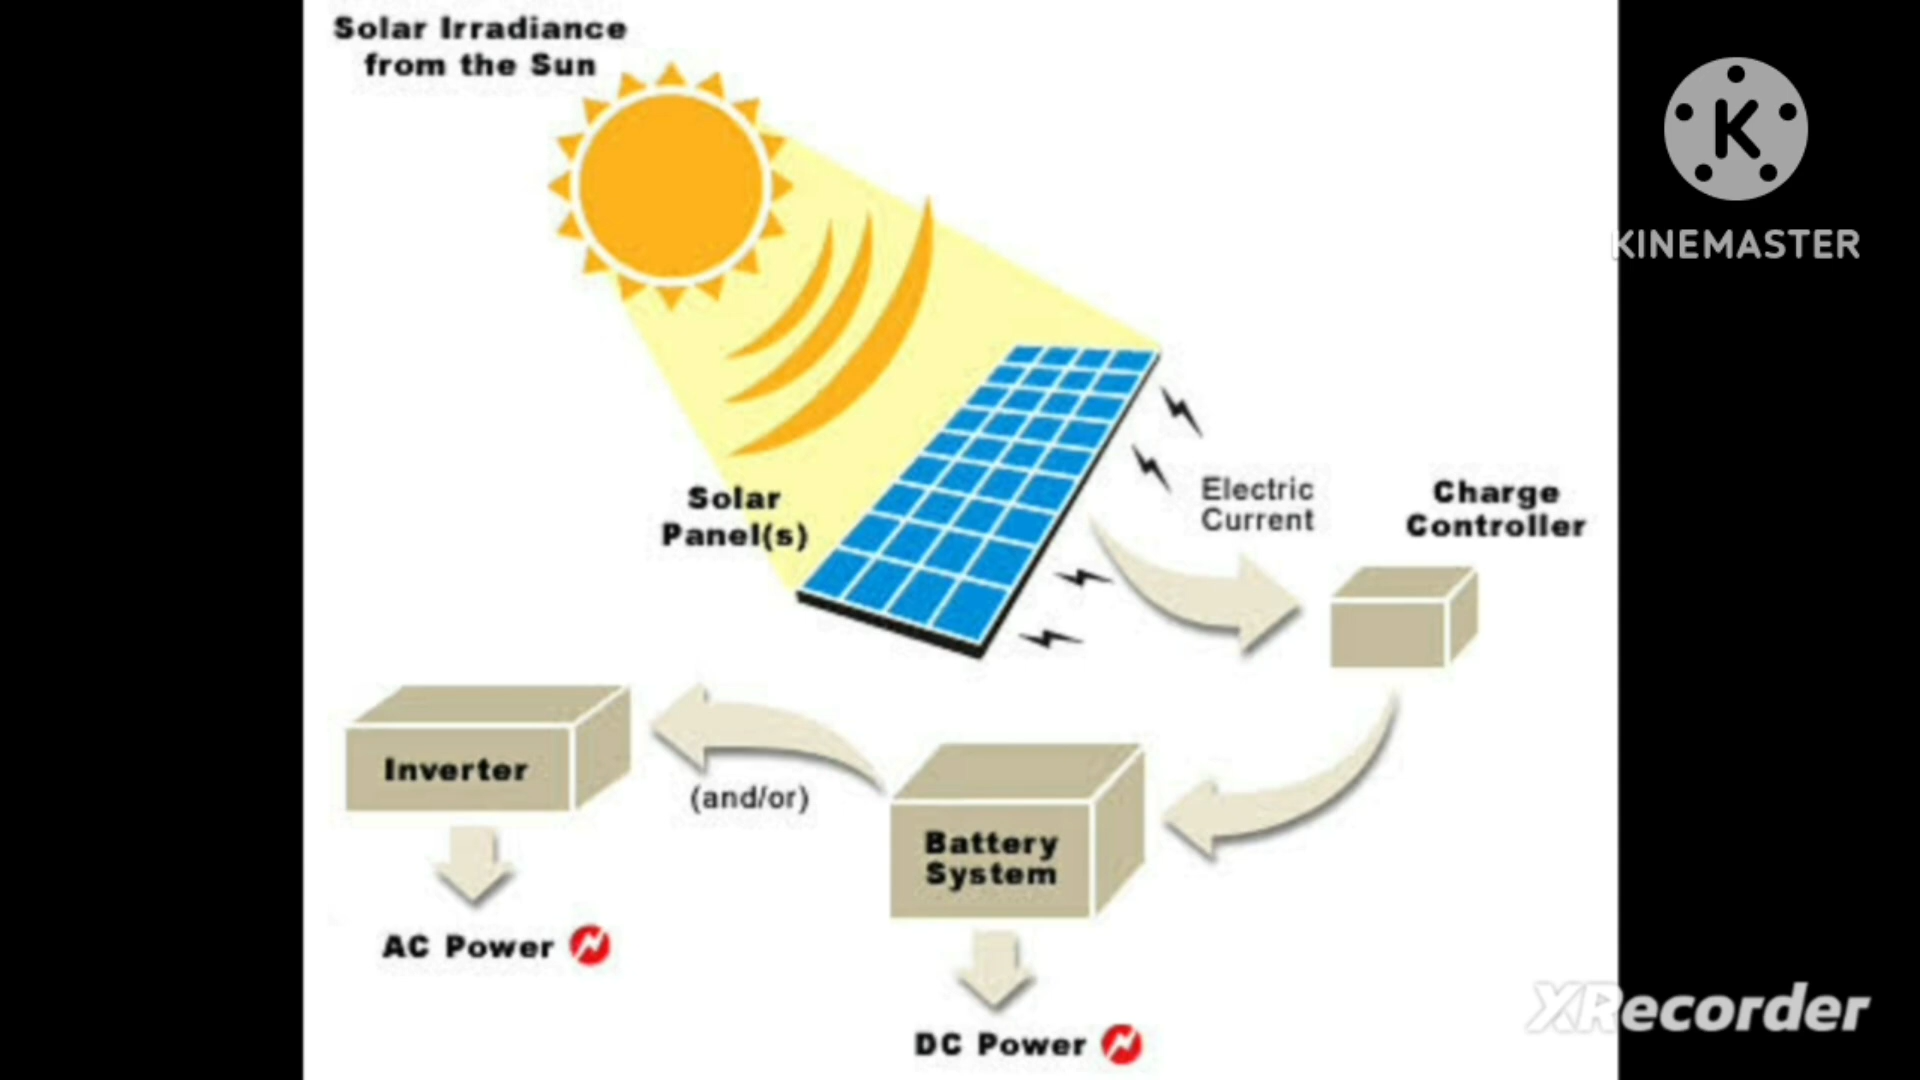 Solar Irradiance
from the Sun
K
KINEMASTER
Solar
Panel(s)
Electric
Current
Charge
Controller
Inverter
(and/or)
Battery
System
AC Power
DC Power
XRecorder